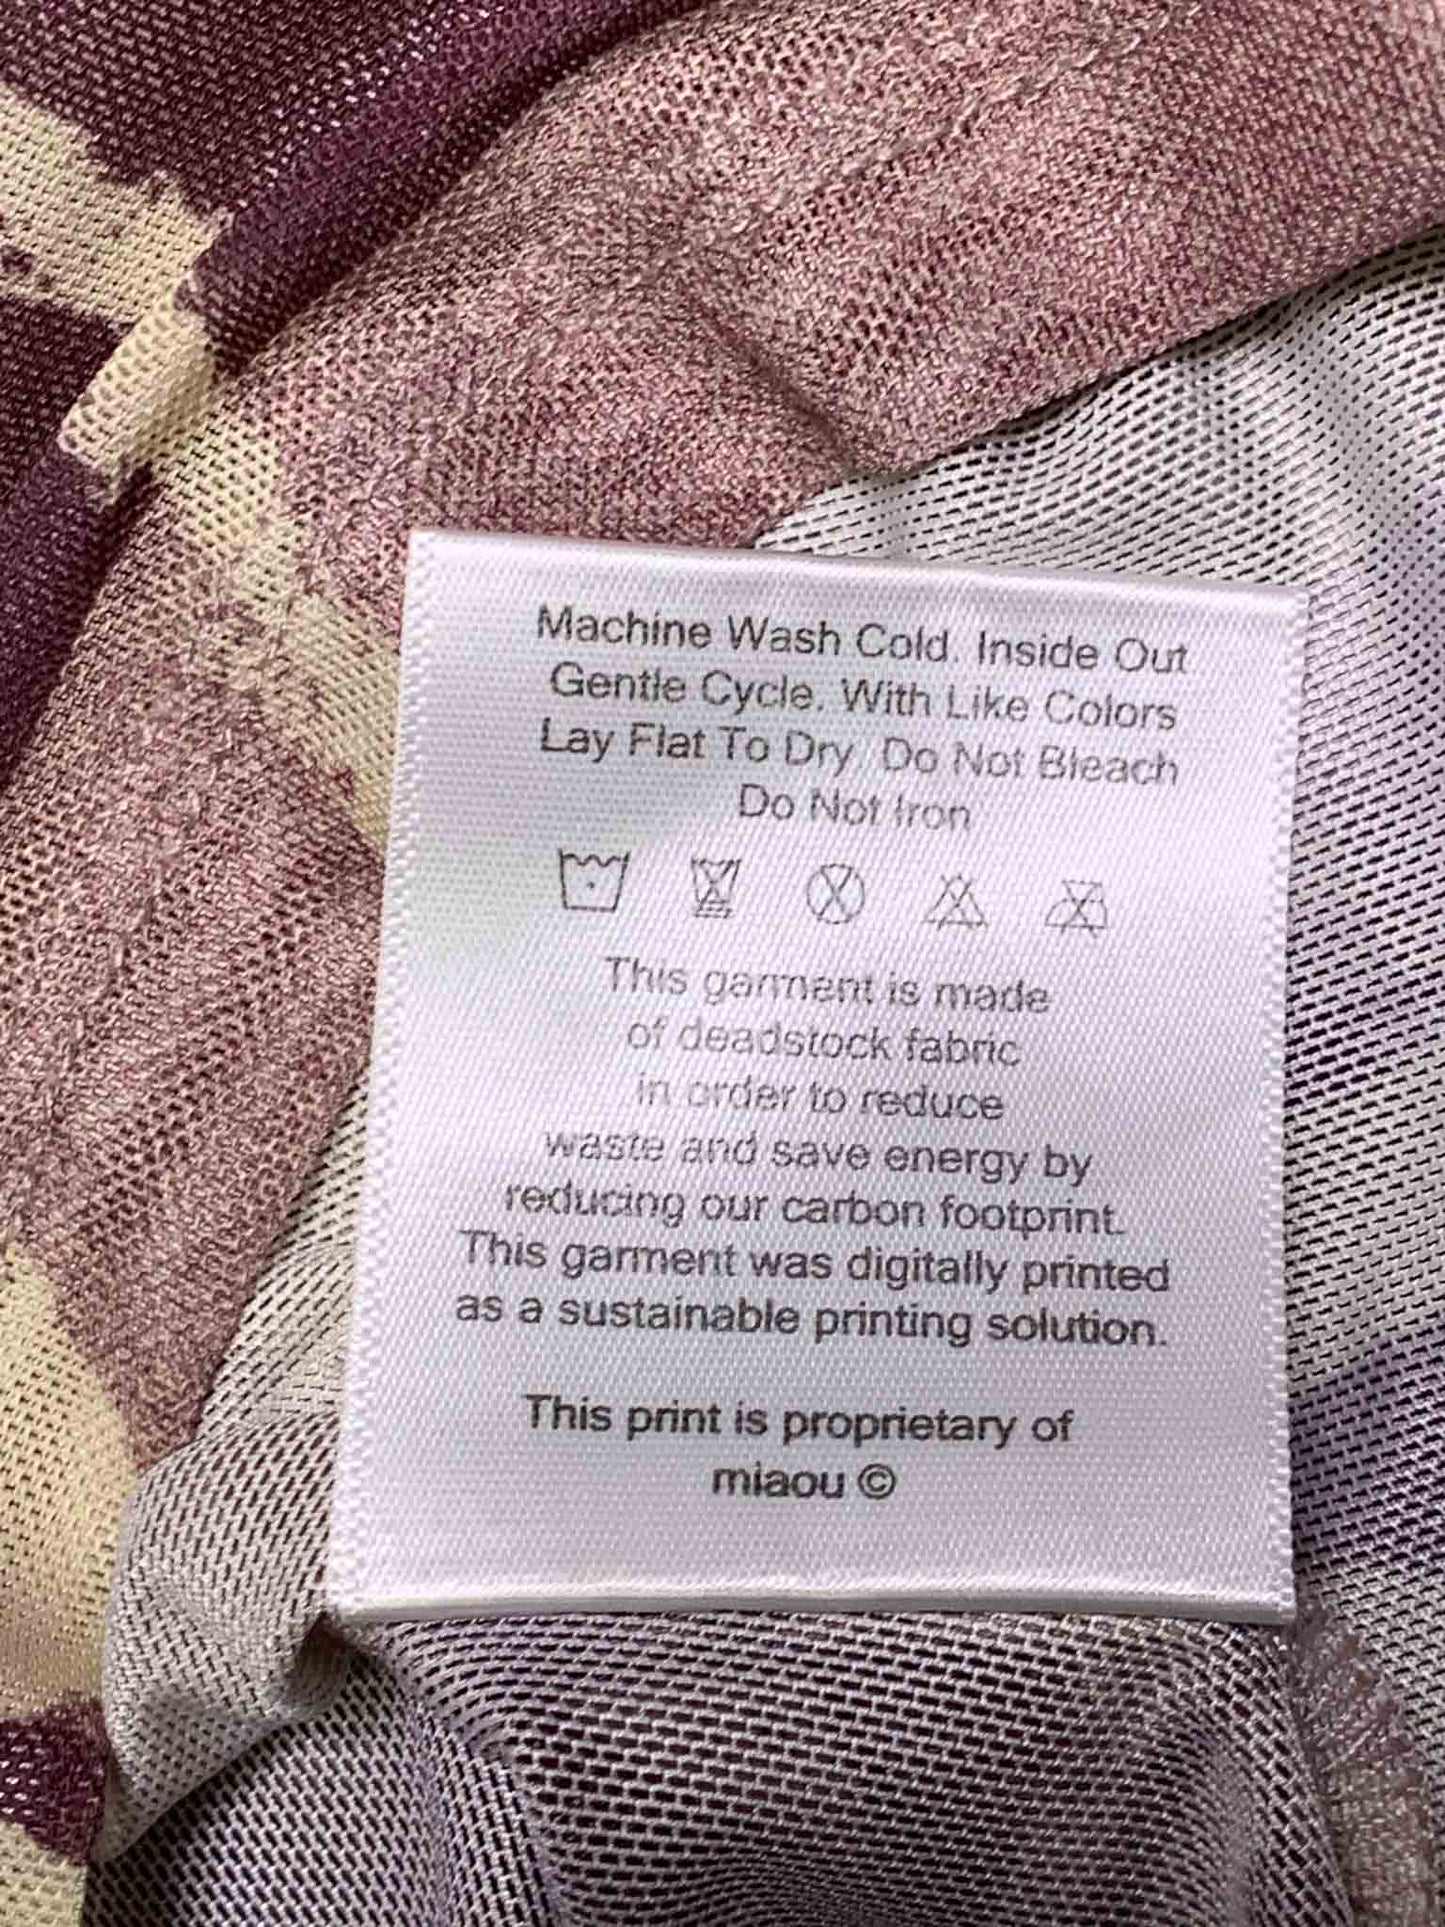 Machine Wash Cold. Inside Out
Gentle Cycle. With Like Colors
Lay Flat To Dry. Do Not Bleach
Do Not Iron
This garment is made
of deadstock fabric
in order to reduce
waste and save energy by
reducing our carbon footprint.
This garment was digitally printed
as a sustainable printing solution.
This print is proprietary of
miaou ©